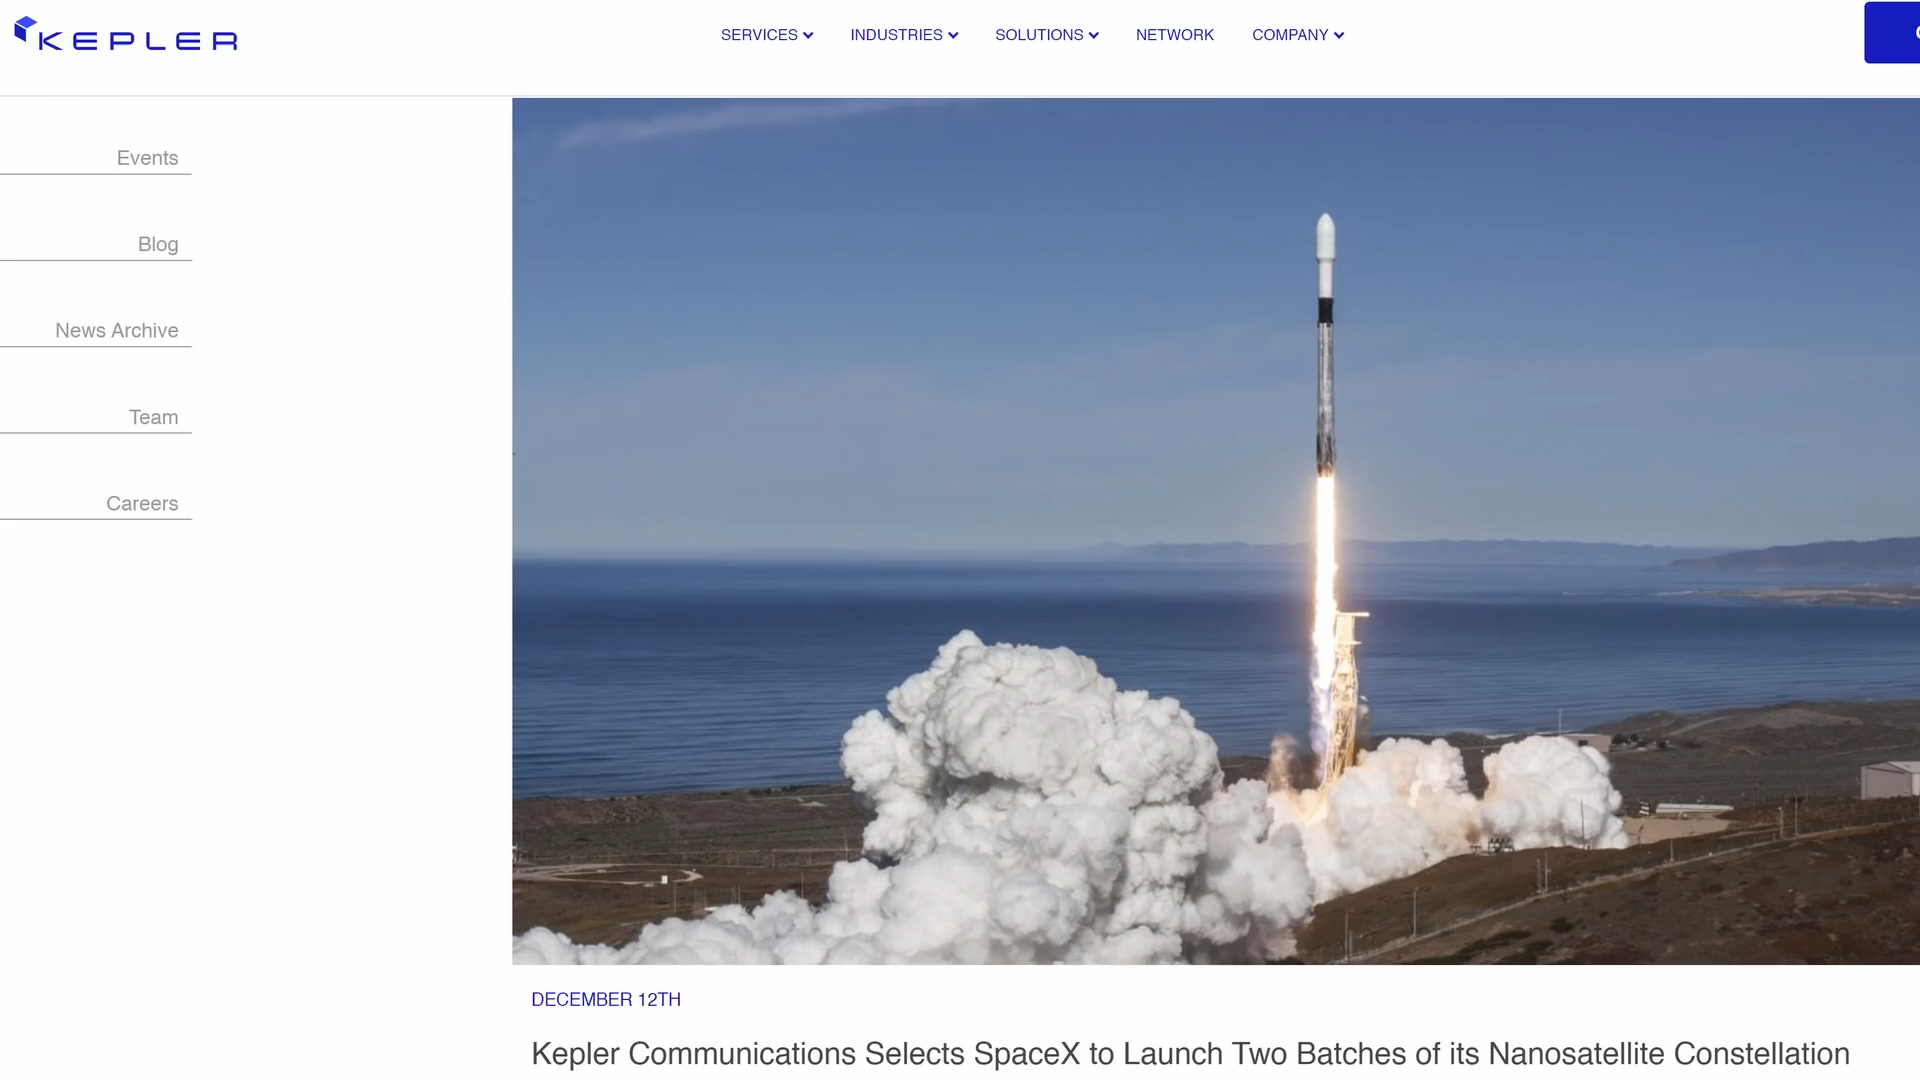 KEPLER
SERVICES INDUSTRIES SOLUTIONS NETWORK COMPANY
Events
Blog
News Archive
Team
Careers
DECEMBER 12TH
Kepler Communications Selects SpaceX to Launch Two Batches of its Nanosatellite Constellation